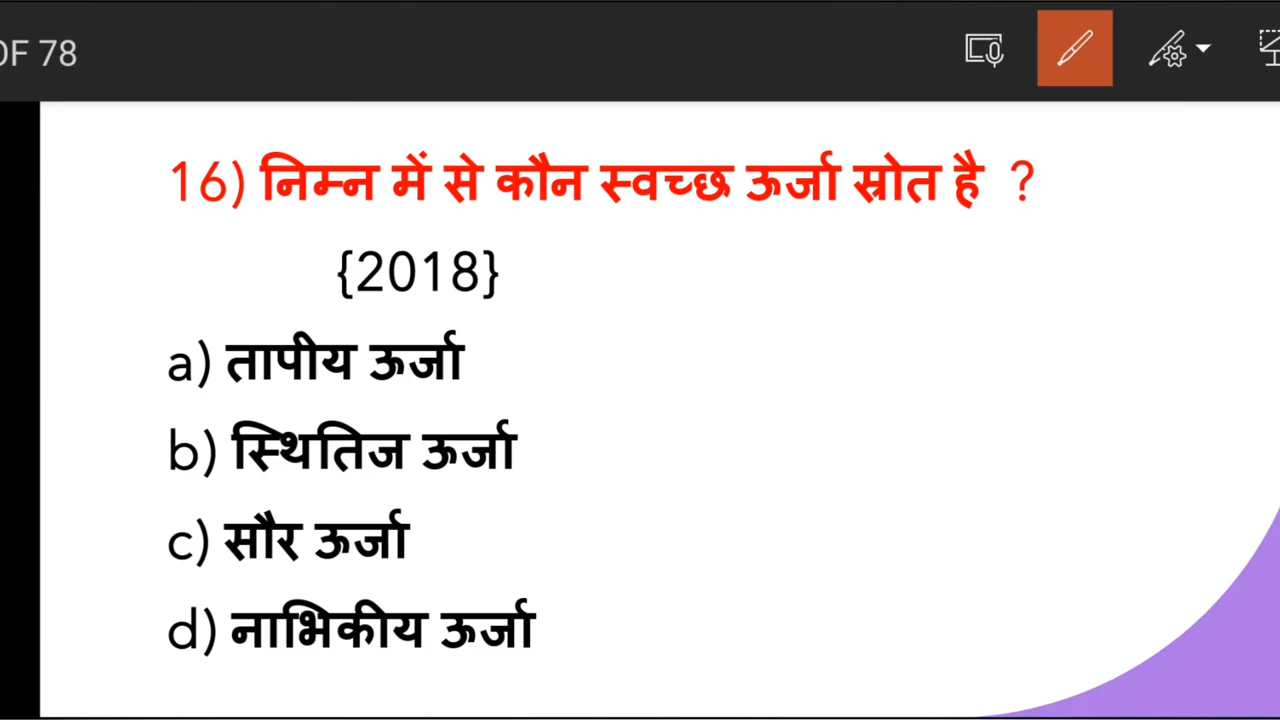 OF 78
16) निम्न में से कौन स्वच्छ ऊर्जा स्रोत है ?
{2018}
a) तापीय ऊर्जा
b) स्थितिज ऊर्जा
c) सौर ऊर्जा
d) नाभिकीय ऊर्जा